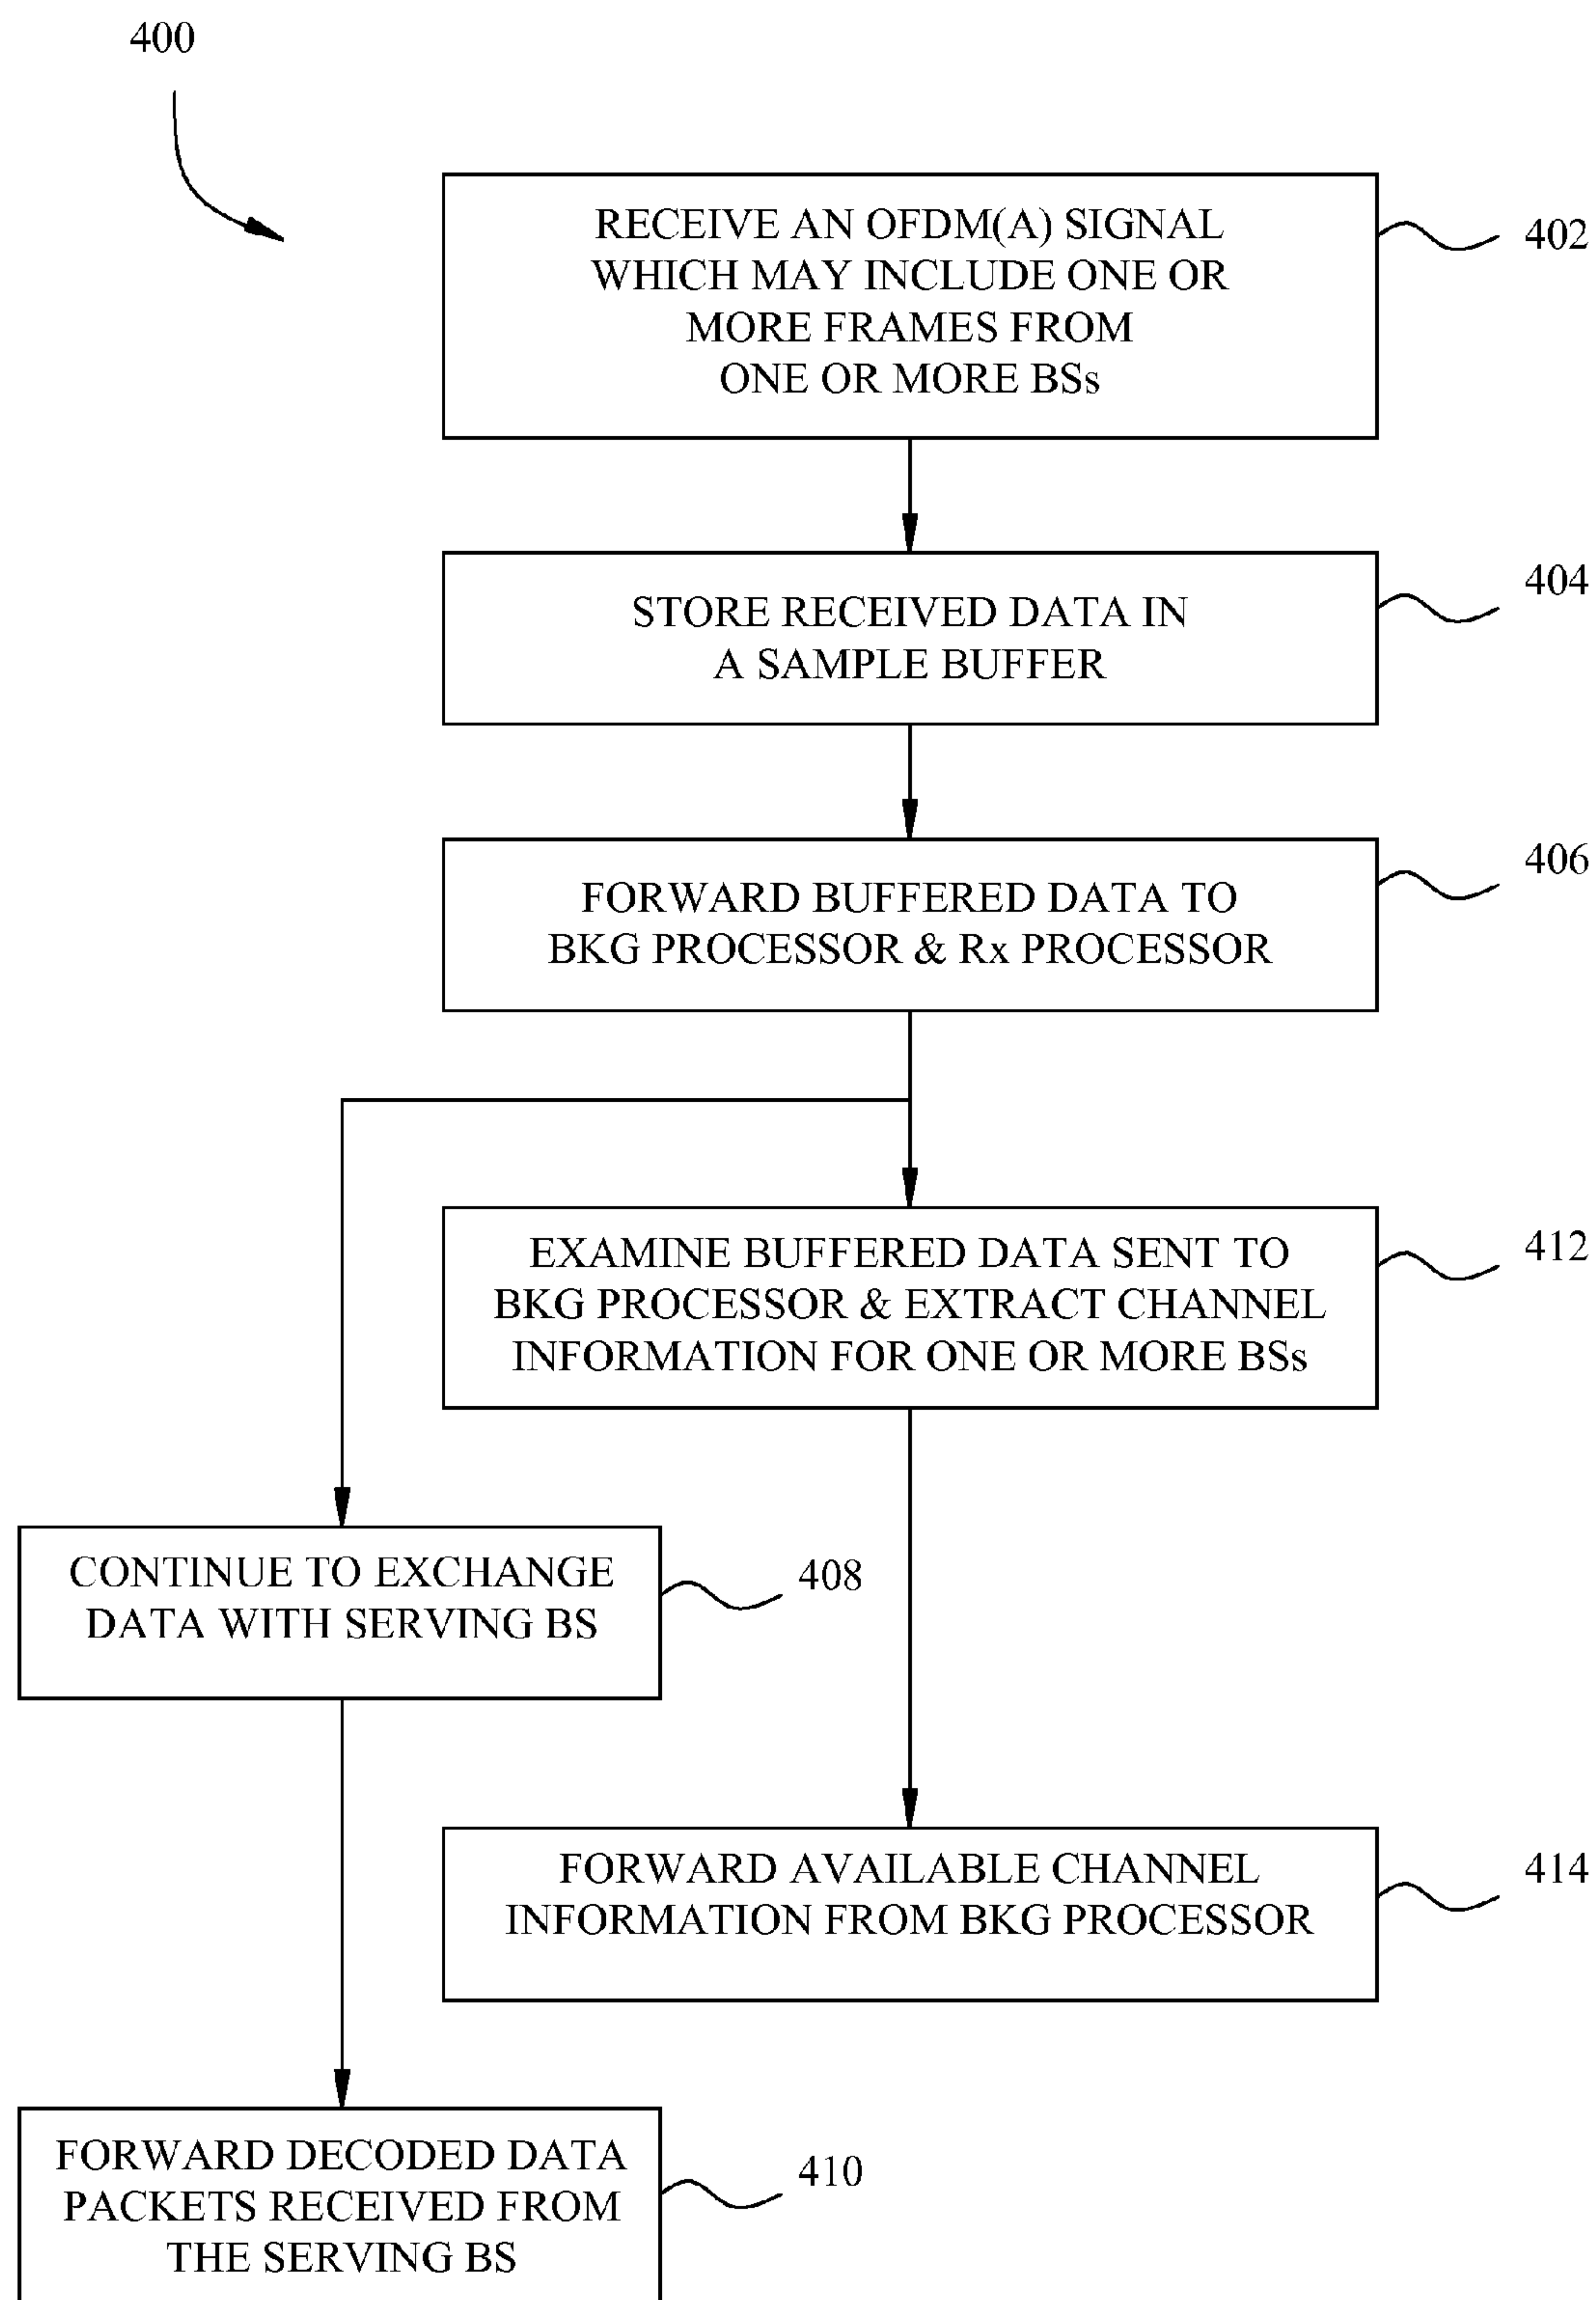 400
RECEIVE AN OFDM(A) SIGNAL
WHICH MAY INCLUDE ONE OR
MORE FRAMES FROM
ONE OR MORE BSs
402
STORE RECEIVED DATA IN
A SAMPLE BUFFER
404
FORWARD BUFFERED DATA TO
BKG PROCESSOR & Rx PROCESSOR
406
EXAMINE BUFFERED DATA SENT TO
BKG PROCESSOR & EXTRACT CHANNEL
INFORMATION FOR ONE OR MORE BSs
412
CONTINUE TO EXCHANGE
DATA WITH SERVING BS
408
FORWARD AVAILABLE CHANNEL
INFORMATION FROM BKG PROCESSOR
414
FORWARD DECODED DATA
PACKETS RECEIVED FROM
THE SERVING BS
410